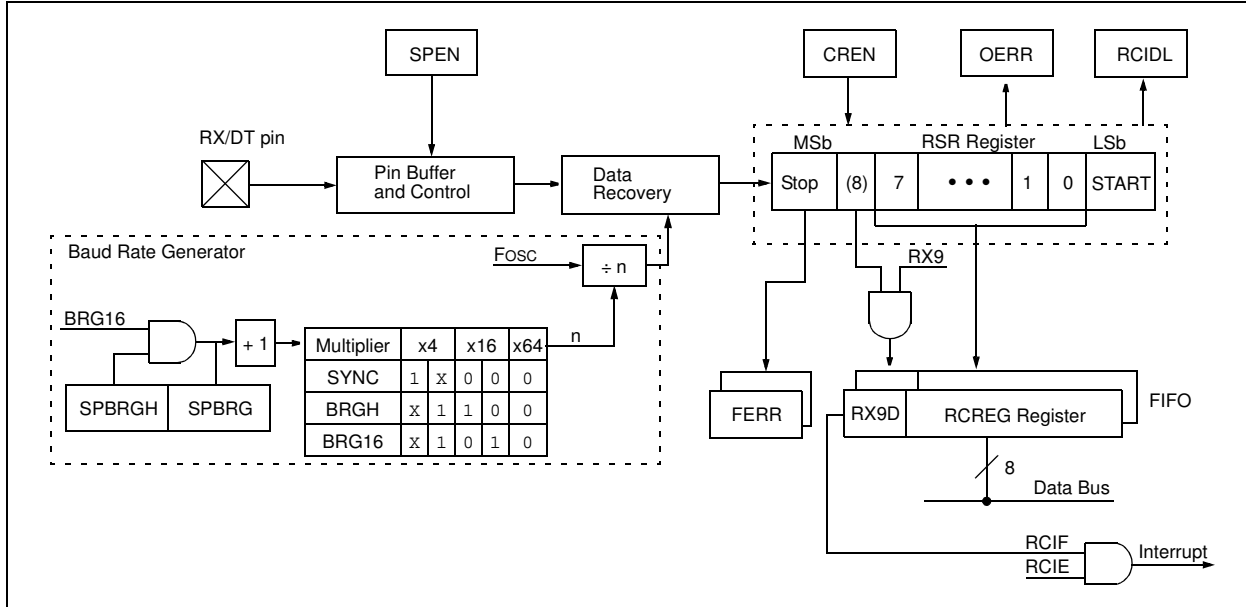 SPEN
CREN
OERR
RCIDL
RX/DT pin
Pin Buffer
and Control
Data
Recovery
MSb
RSR Register
LSb
Stop
(8)
7
• • •
1
0
START
Baud Rate Generator
FOSC
÷ n
RX9
BRG16
+ 1
n
Multiplier x4 x16 x64
SYNC 1 X 0 0 0
BRGH X 1 1 0 0
BRG16 X 1 0 1 0
SPBRGH
SPBRG
FERR
RX9D
RCREG Register
FIFO
8
Data Bus
RCIF
RCIE
Interrupt